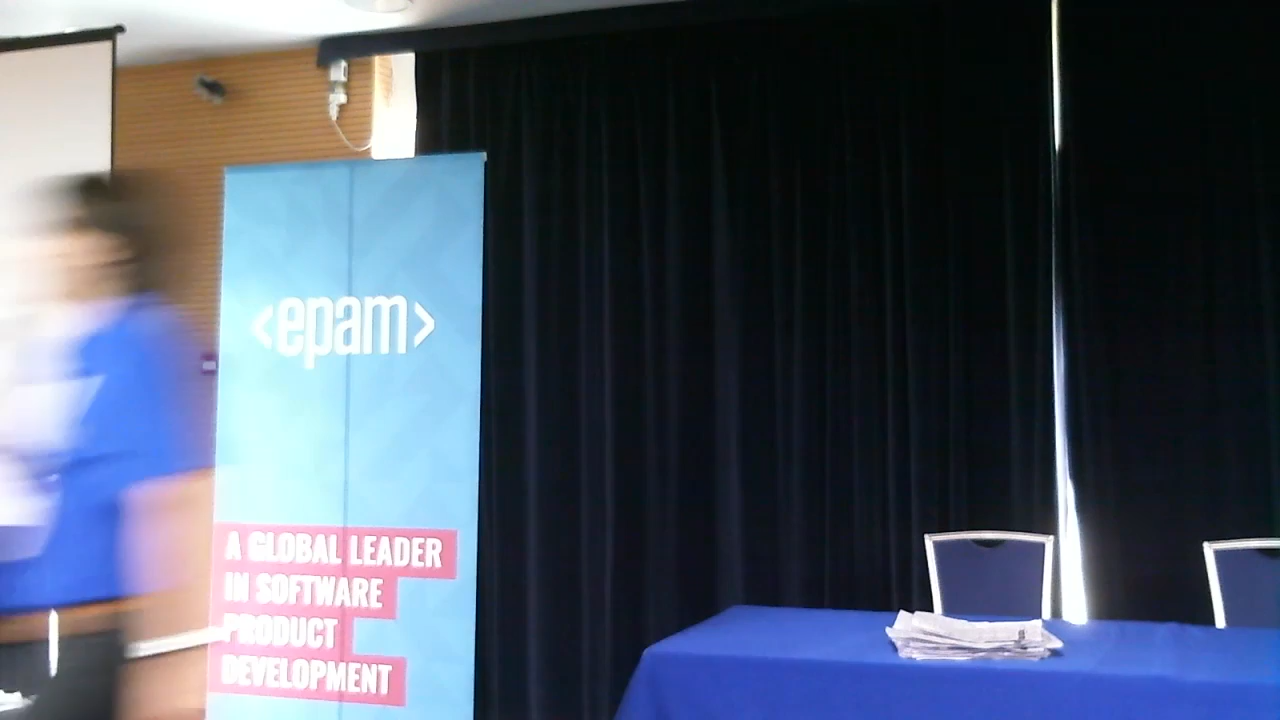 <epam>
A GLOBAL LEADER
IN SOFTWARE
PRODUCT
DEVELOPMENT